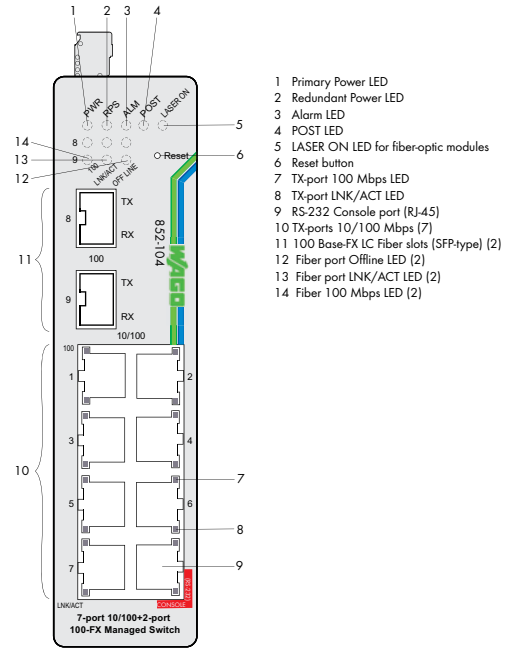 1 2 3 4
PWR RPS ALM POST LASER ON
5
8
14
13 9
100 LNK/ACT OFF LINE
12
Reset 6
TX
8
RX
100
11
852-104
WAGO
TX
9
RX
10/100
100
1 2
3 4
10
7
5 6
8
7 9
(RS-232)
LNK/ACT CONSOLE
7-port 10/100+2-port
100-FX Managed Switch
1 Primary Power LED
2 Redundant Power LED
3 Alarm LED
4 POST LED
5 LASER ON LED for fiber-optic modules
6 Reset button
7 TX-port 100 Mbps LED
8 TX-port LNK/ACT LED
9 RS-232 Console port (RJ-45)
10 TX-ports 10/100 Mbps (7)
11 100 Base-FX LC Fiber slots (SFP-type) (2)
12 Fiber port Offline LED (2)
13 Fiber port LNK/ACT LED (2)
14 Fiber 100 Mbps LED (2)